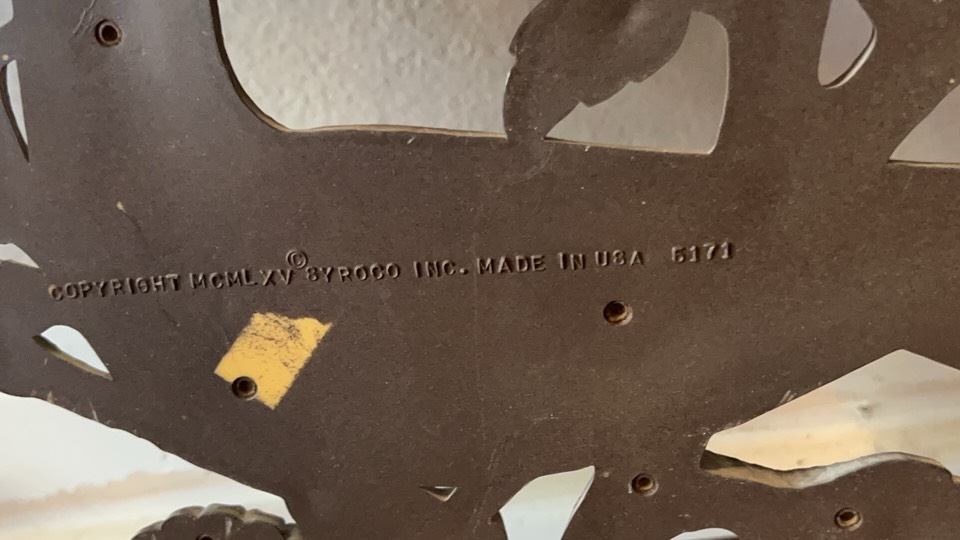 COPYRIGHT MCMLXV © SYROCO INC. MADE IN USA 5171